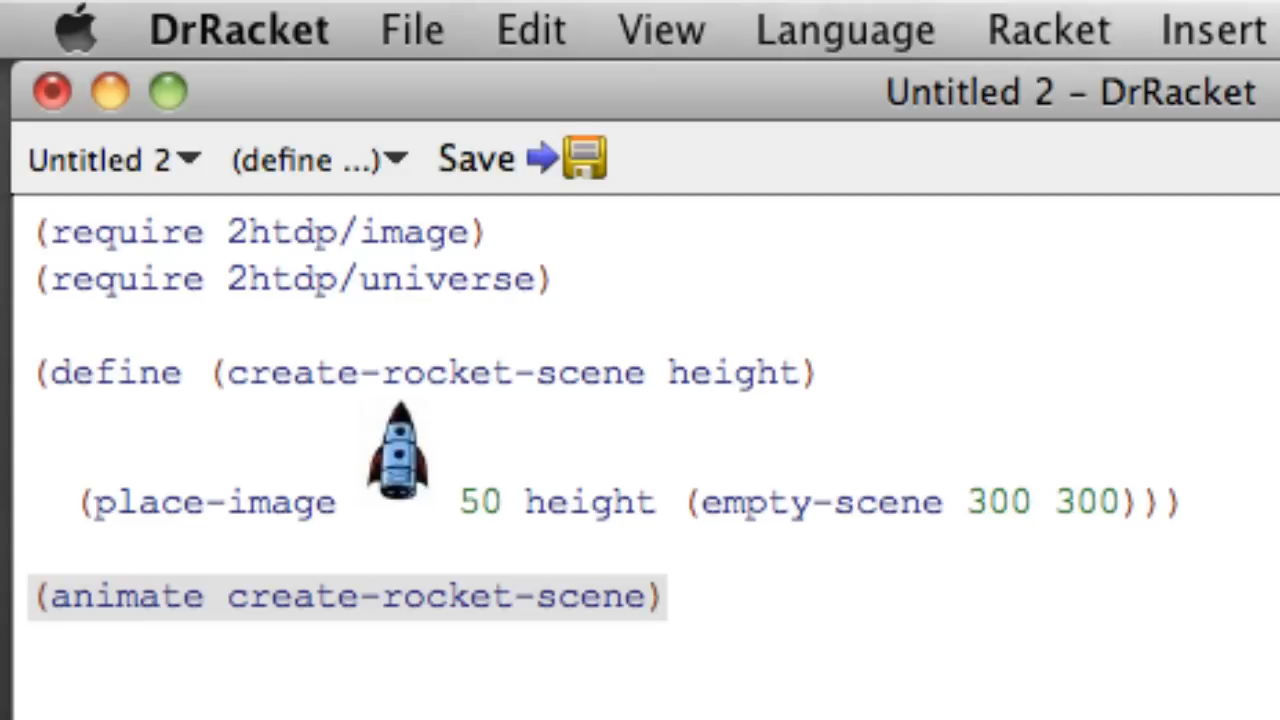 DrRacket File Edit View Language Racket Insert
Untitled 2 - DrRacket
Untitled 2 (define ...) Save
(require 2htdp/image)
(require 2htdp/universe)
(define (create-rocket-scene height)
(place-image 50 height (empty-scene 300 300)))
(animate create-rocket-scene)